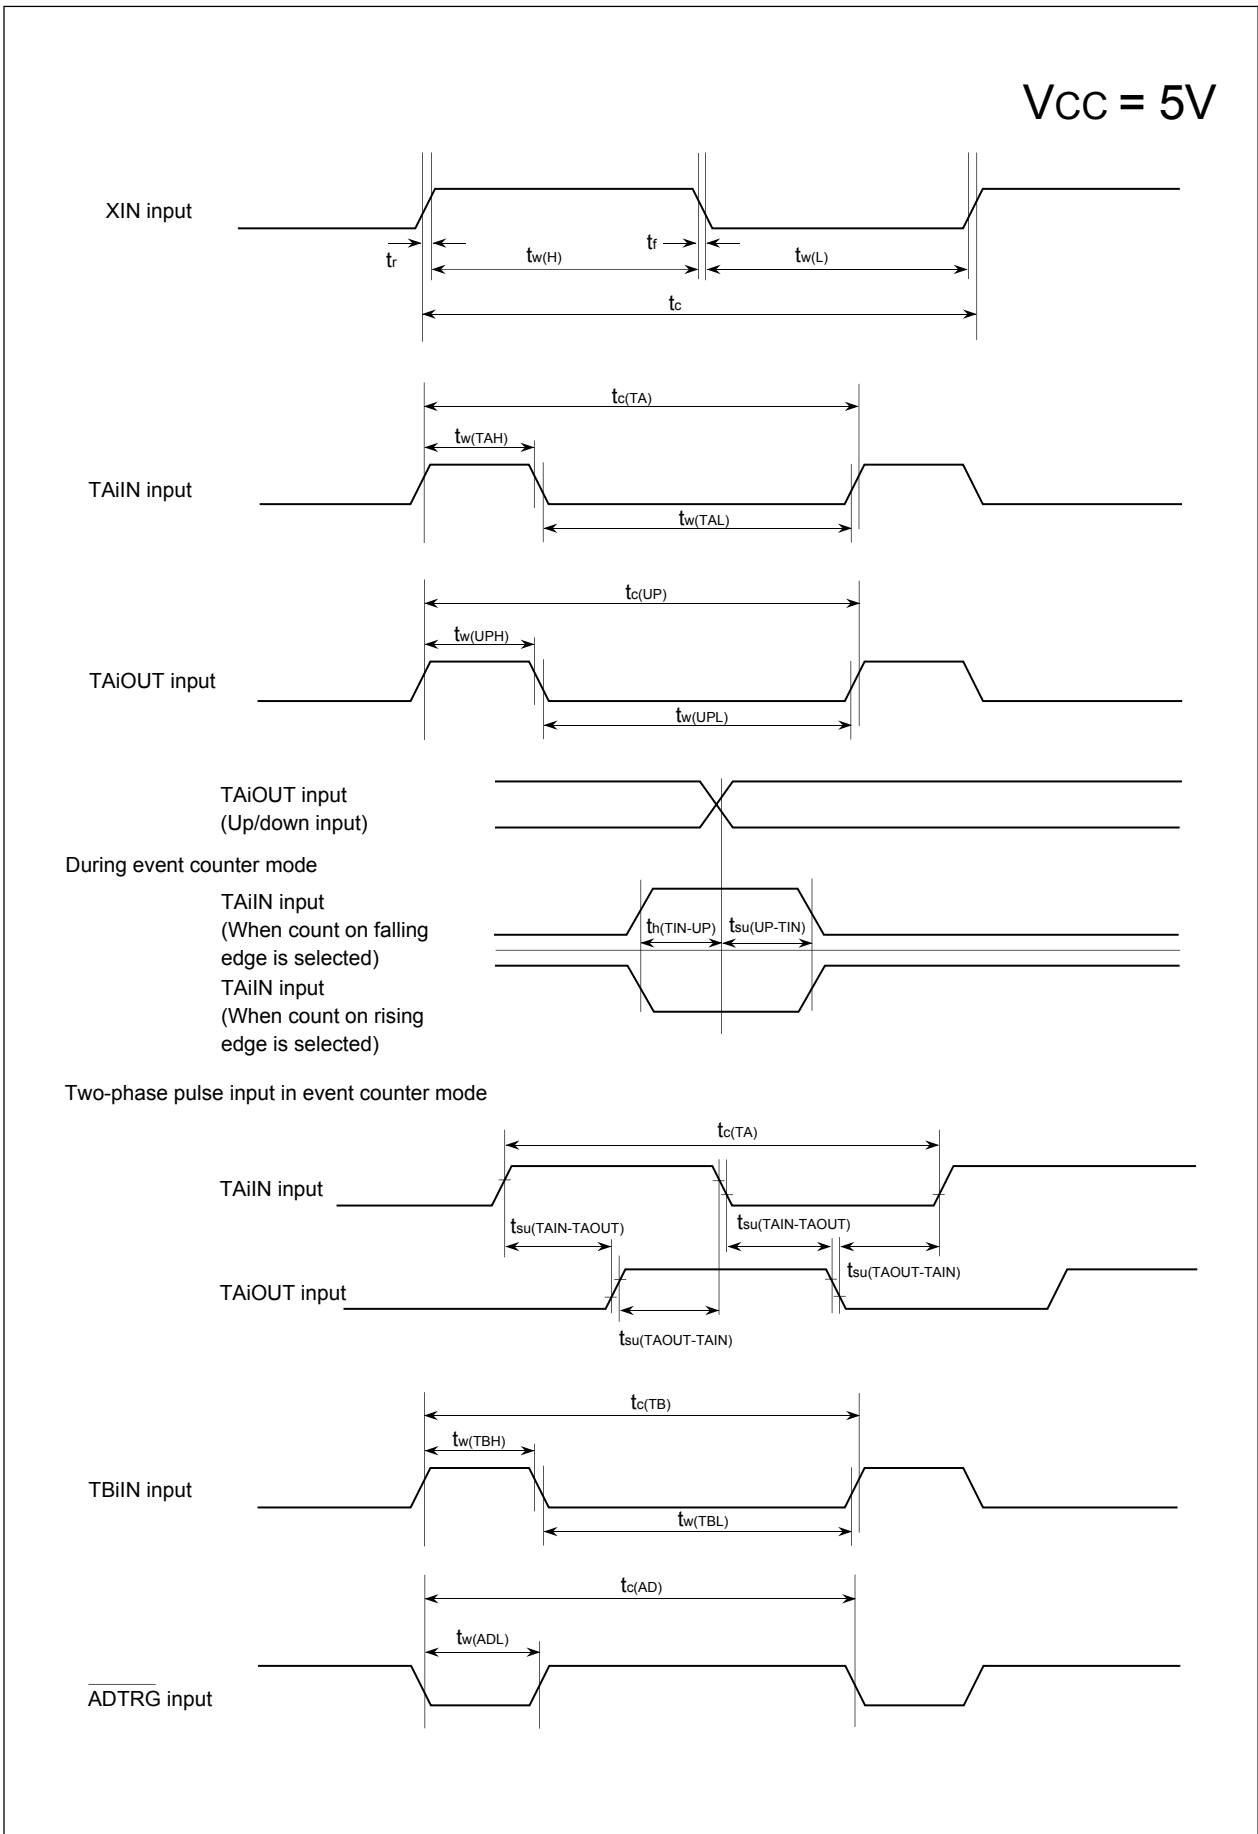 VCC = 5V
XIN input
tr
tw(H)
tf
tw(L)
tc
tc(TA)
tw(TAH)
TAiIN input
tw(TAL)
tc(UP)
tw(UPH)
TAiOUT input
tw(UPL)
TAiOUT input
(Up/down input)
During event counter mode
TAiIN input
(When count on falling
edge is selected)
th(TIN-UP)
tsu(UP-TIN)
TAiIN input
(When count on rising
edge is selected)
Two-phase pulse input in event counter mode
tc(TA)
TAiIN input
tsu(TAIN-TAOUT)
tsu(TAIN-TAOUT)
tsu(TAOUT-TAIN)
TAiOUT input
tsu(TAOUT-TAIN)
tc(TB)
tw(TBH)
TBiIN input
tw(TBL)
tc(AD)
tw(ADL)
ADTRG input